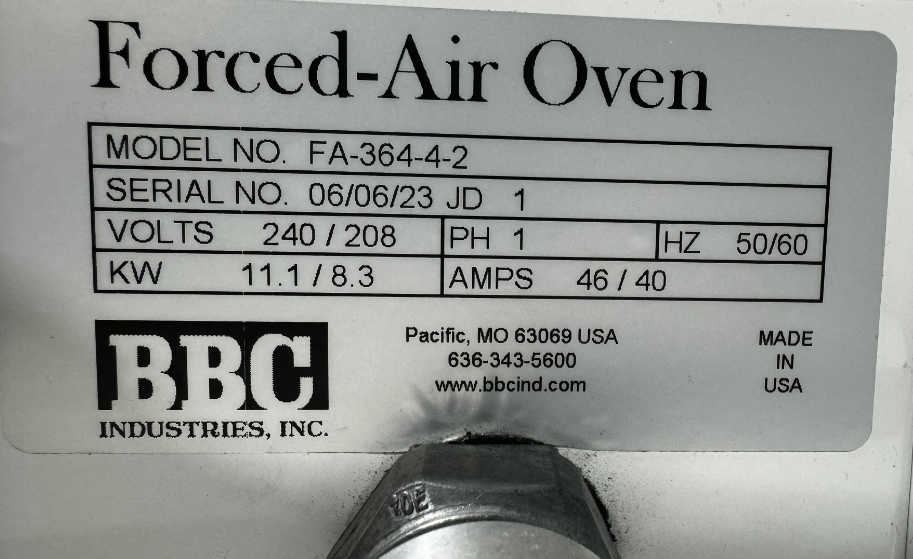 Forced-Air Oven
MODEL NO. FA-364-4-2
SERIAL NO. 06/06/23 JD 1
VOLTS 240 / 208 PH 1 HZ 50/60
KW 11.1 / 8.3 AMPS 46 / 40
BBC
INDUSTRIES, INC.
Pacific, MO 63069 USA
636-343-5600
www.bbcind.com
MADE
IN
USA